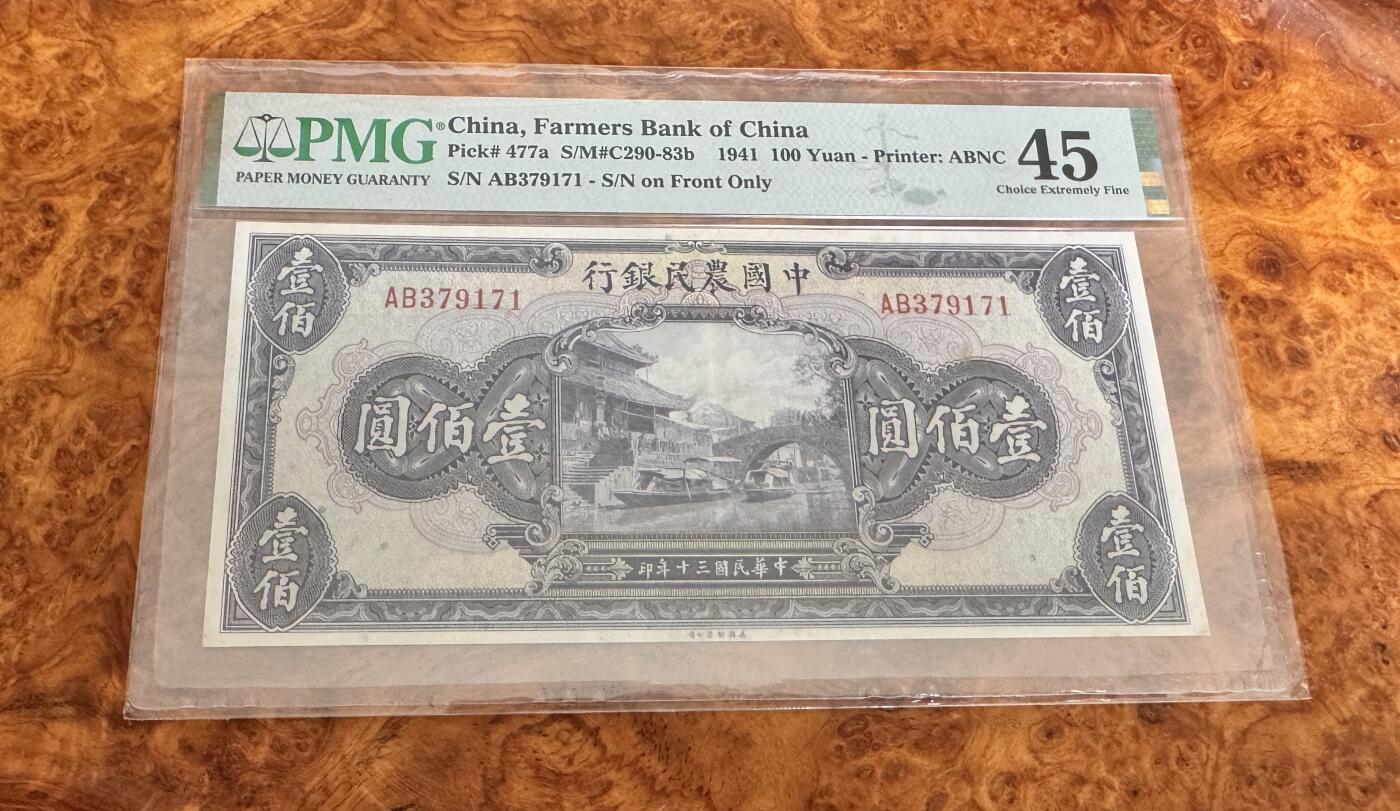 PMG®
PAPER MONEY GUARANTY
China, Farmers Bank of China
Pick# 477a S/M#C290-83b 1941 100 Yuan - Printer: ABNC
S/N AB379171 - S/N on Front Only
45
Choice Extremely Fine
行銀民農國中
壹佰
壹佰
AB379171
AB379171
圓佰壹
圓佰壹
壹佰
壹佰
印年十三國民華中